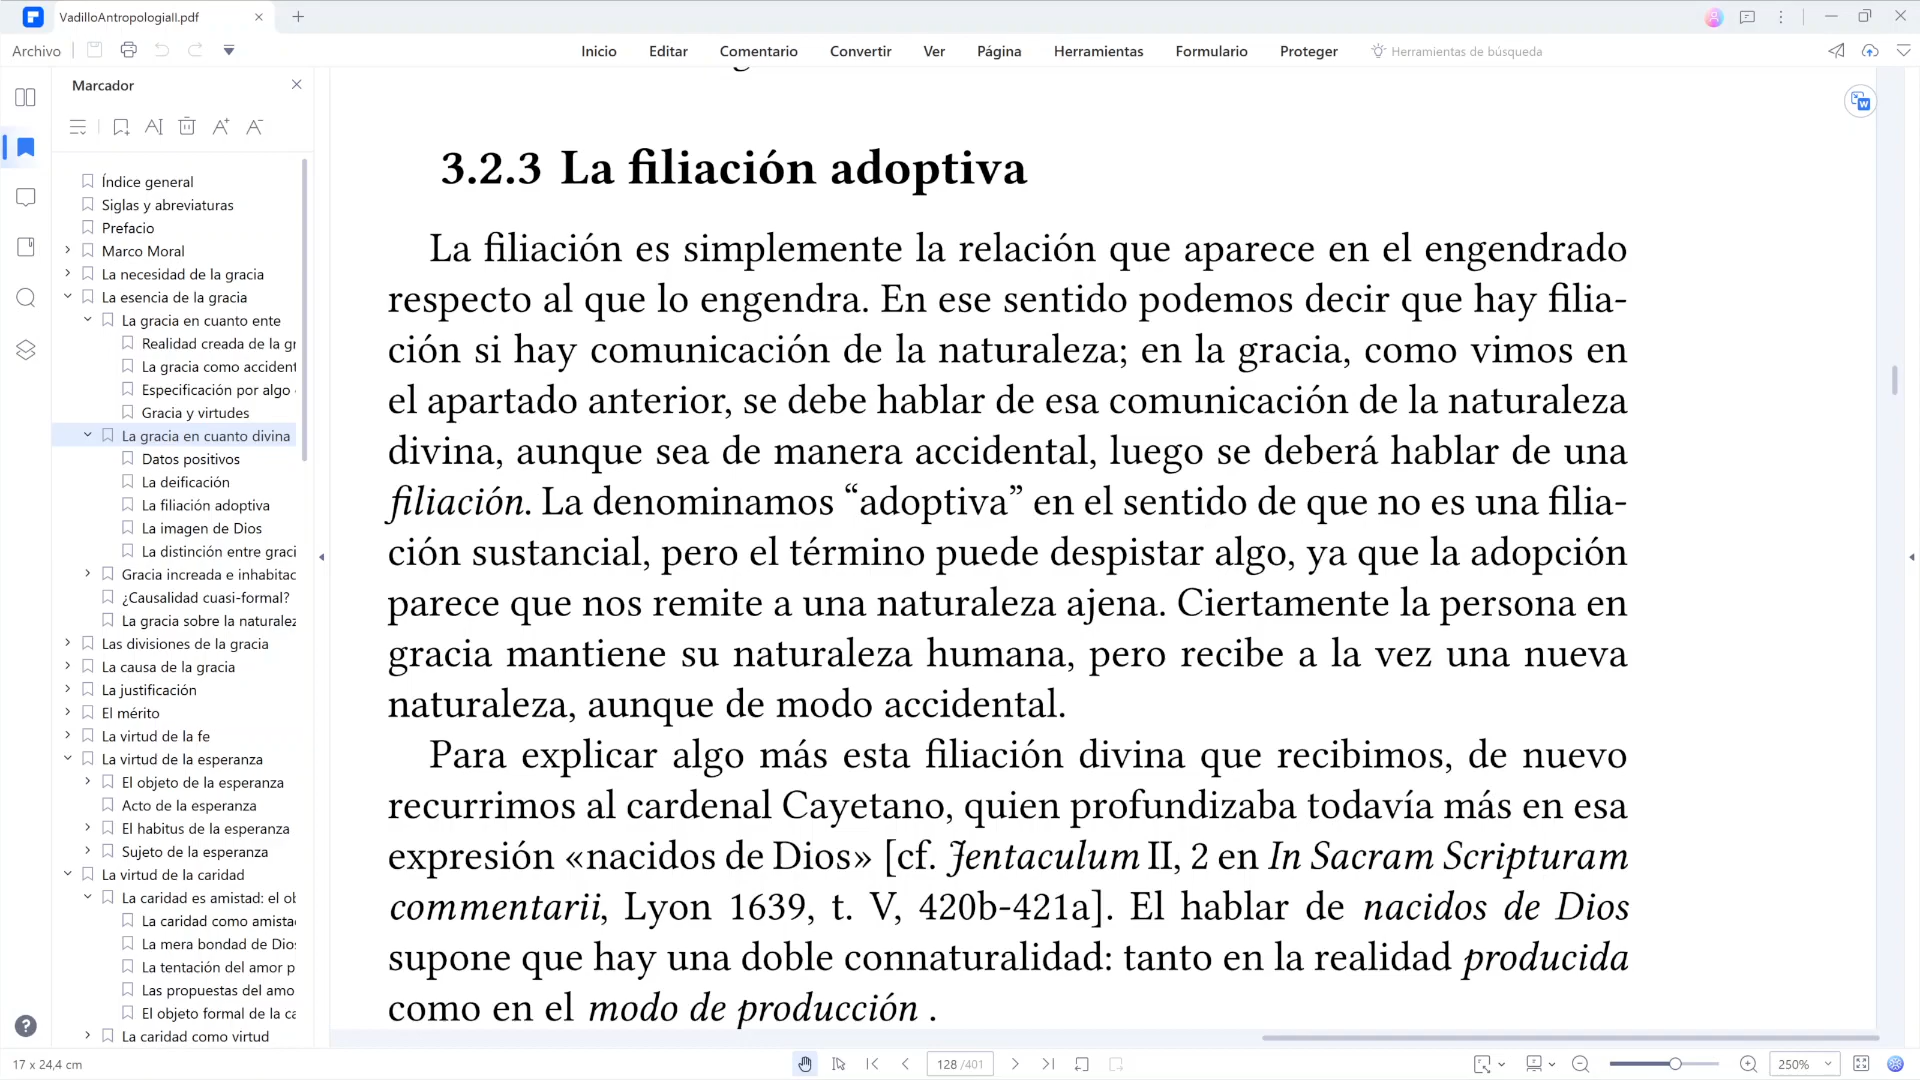 VadilloAntropologiaII.pdf
Archivo
Inicio
Editar
Comentario
Convertir
Ver
Página
Herramientas
Formulario
Proteger
Herramientas de búsqueda
Marcador
Índice general
Siglas y abreviaturas
Prefacio
Marco Moral
La necesidad de la gracia
La esencia de la gracia
La gracia en cuanto ente
Realidad creada de la gr
La gracia como accident
Especificación por algo
Gracia y virtudes
La gracia en cuanto divina
Datos positivos
La deificación
La filiación adoptiva
La imagen de Dios
La distinción entre graci
Gracia increada e inhabitac
¿Causalidad cuasi-formal?
La gracia sobre la naturalez
Las divisiones de la gracia
La causa de la gracia
La justificación
El mérito
La virtud de la fe
La virtud de la esperanza
El objeto de la esperanza
Acto de la esperanza
El habitus de la esperanza
Sujeto de la esperanza
La virtud de la caridad
La caridad es amistad: el ob
La caridad como amista
La mera bondad de Dios
La tentación del amor p
Las propuestas del amo
El objeto formal de la ca
La caridad como virtud
3.2.3 La filiación adoptiva
La filiación es simplemente la relación que aparece en el engendrado
respecto al que lo engendra. En ese sentido podemos decir que hay filia-
ción si hay comunicación de la naturaleza; en la gracia, como vimos en
el apartado anterior, se debe hablar de esa comunicación de la naturaleza
divina, aunque sea de manera accidental, luego se deberá hablar de una
filiación. La denominamos “adoptiva” en el sentido de que no es una filia-
ción sustancial, pero el término puede despistar algo, ya que la adopción
parece que nos remite a una naturaleza ajena. Ciertamente la persona en
gracia mantiene su naturaleza humana, pero recibe a la vez una nueva
naturaleza, aunque de modo accidental.
Para explicar algo más esta filiación divina que recibimos, de nuevo
recurrimos al cardenal Cayetano, quien profundizaba todavía más en esa
expresión «nacidos de Dios» [cf. Jentaculum II, 2 en In Sacram Scripturam
commentarii, Lyon 1639, t. V, 420b-421a]. El hablar de nacidos de Dios
supone que hay una doble connaturalidad: tanto en la realidad producida
como en el modo de producción .
17 x 24,4 cm
128 /401
250%